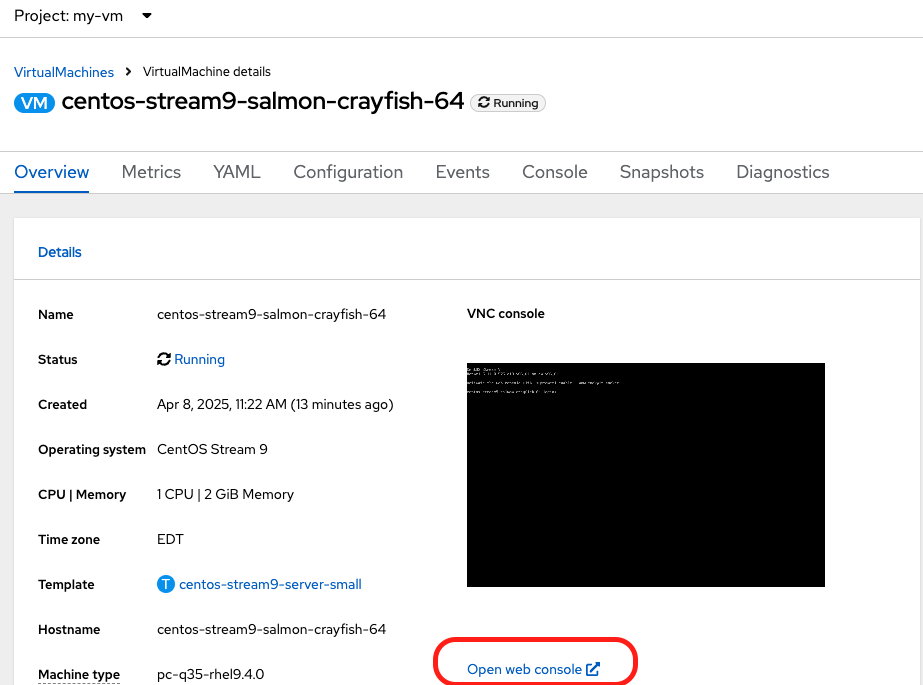 Project: my-vm
VirtualMachines > VirtualMachine details
VM centos-stream9-salmon-crayfish-64 Running
Overview Metrics YAML Configuration Events Console Snapshots Diagnostics
Details
Name centos-stream9-salmon-crayfish-64
VNC console
Status Running
Created Apr 8, 2025, 11:22 AM (13 minutes ago)
Operating system CentOS Stream 9
CPU | Memory 1 CPU | 2 GiB Memory
Time zone EDT
Template T centos-stream9-server-small
Hostname centos-stream9-salmon-crayfish-64
Open web console
Machine type pc-q35-rhel9.4.0